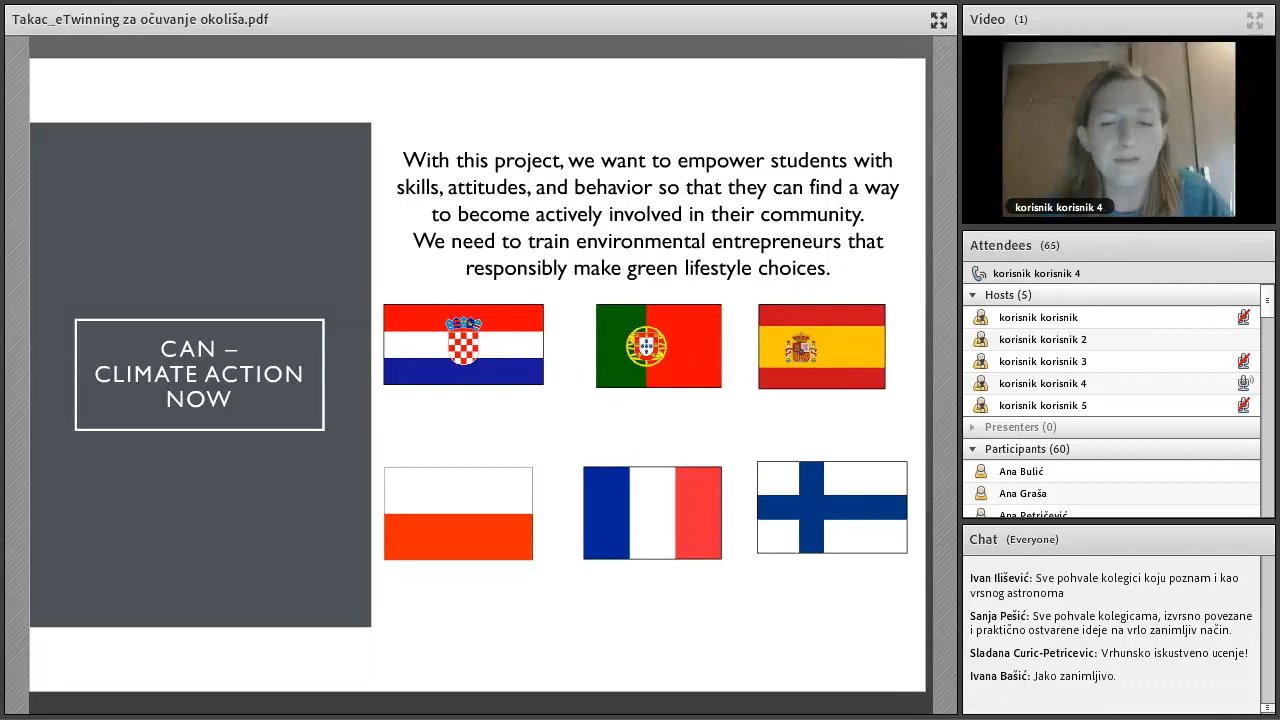 Takac_eTwinning za očuvanje okoliša.pdf
CAN –
CLIMATE ACTION
NOW
With this project, we want to empower students with
skills, attitudes, and behavior so that they can find a way
to become actively involved in their community.
We need to train environmental entrepreneurs that
responsibly make green lifestyle choices.
Video (1)
korisnik korisnik 4
Attendees (65)
korisnik korisnik 4
Hosts (5)
korisnik korisnik
korisnik korisnik 2
korisnik korisnik 3
korisnik korisnik 4
korisnik korisnik 5
Presenters (0)
Participants (60)
Ana Bulić
Ana Graša
Ana Petričević
Chat (Everyone)
Ivan Ilišević: Sve pohvale kolegici koju poznam i kao
vrsnog astronoma
Sanja Pešić: Sve pohvale kolegicama, izvrsno povezane
i praktično ostvarene ideje na vrlo zanimljiv način.
Sladana Curic-Petricevic: Vrhunsko iskustveno ucenje!
Ivana Bašić: Jako zanimljivo.